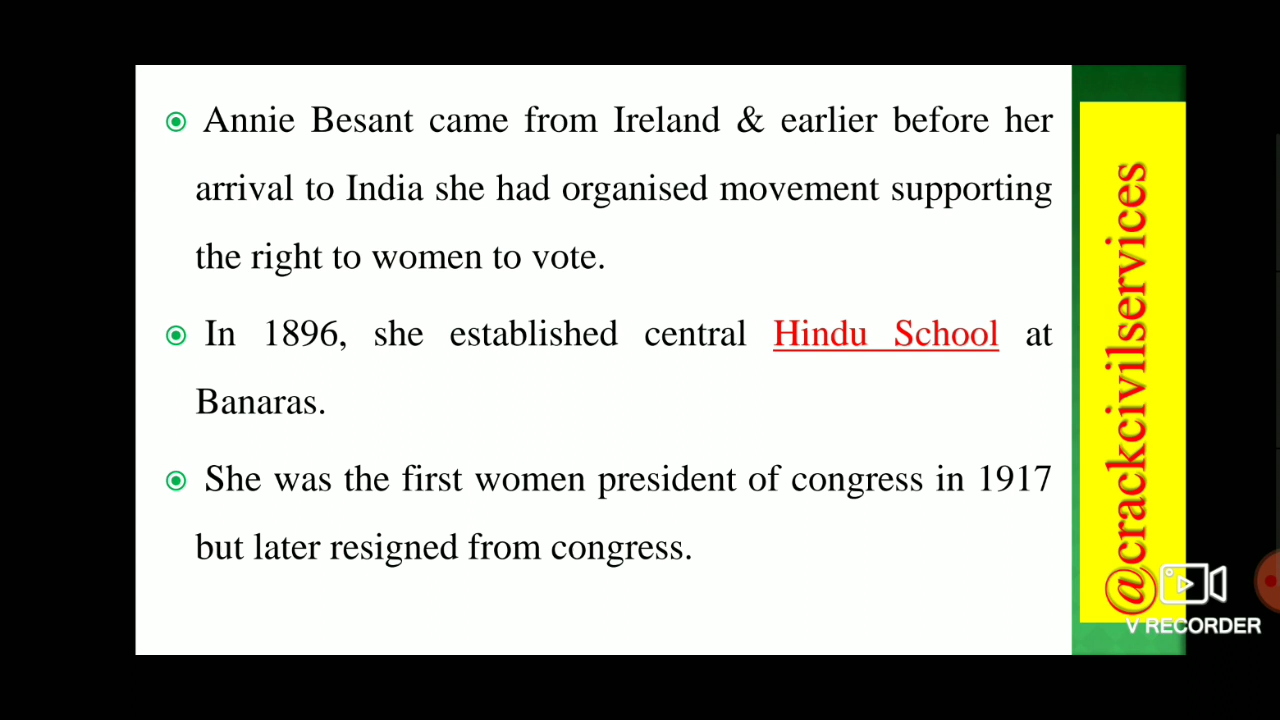 Annie Besant came from Ireland & earlier before her
arrival to India she had organised movement supporting
the right to women to vote.
In 1896, she established central Hindu School at
Banaras.
She was the first women president of congress in 1917
but later resigned from congress.
@crackcivilservices
V RECORDER